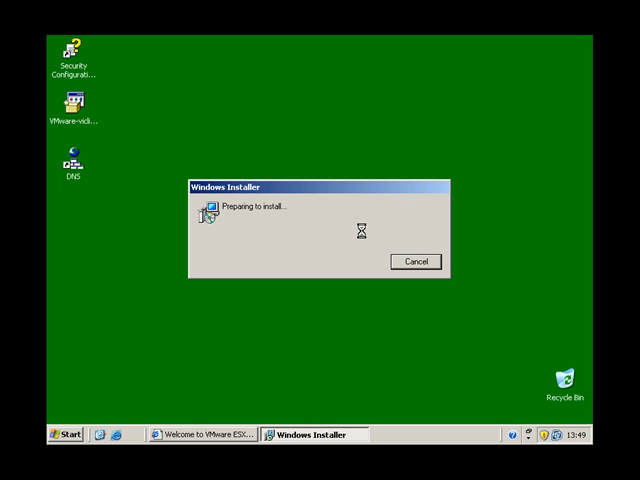 Security
Configurati...
VMware-vicli...
DNS
Windows Installer
Preparing to install...
Cancel
Recycle Bin
Start
Welcome to VMware ESX...
Windows Installer
13:49